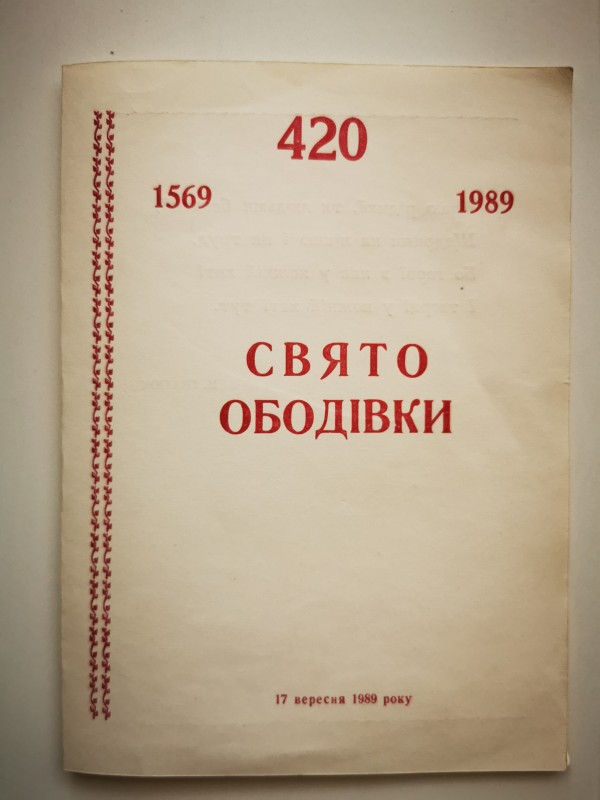 420
1569 1989
СВЯТО
ОБОДІВКИ
17 вересня 1989 року